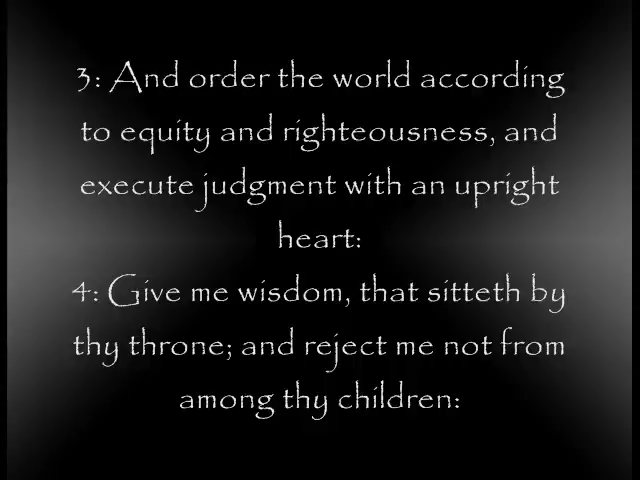 3: And order the world according
to equity and righteousness, and
execute judgment with an upright
heart:
4: Give me wisdom, that sitteth by
thy throne; and reject me not from
among thy children: